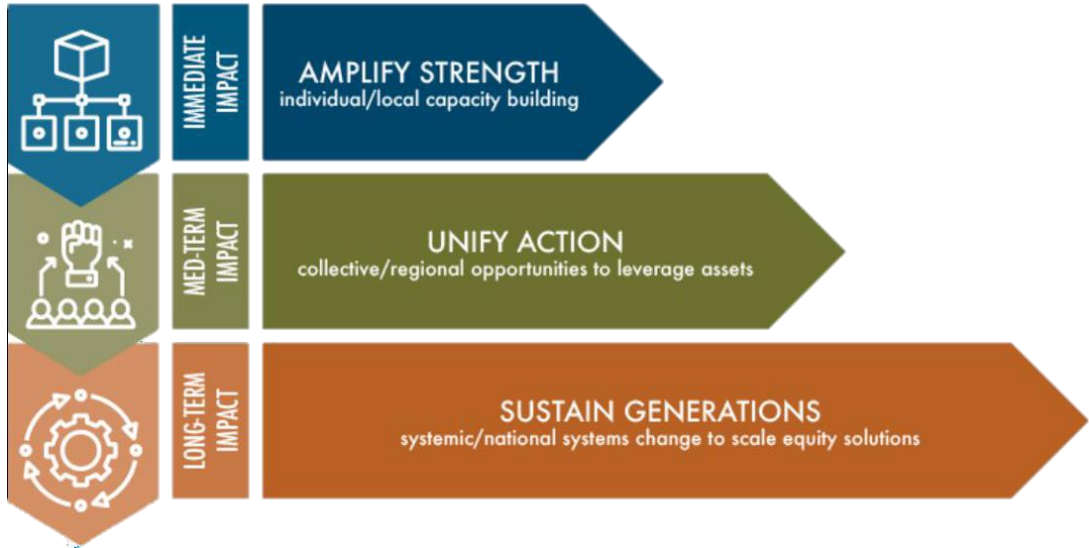 IMMEDIATE
IMPACT
AMPLIFY STRENGTH
individual/local capacity building
MED-TERM
IMPACT
UNIFY ACTION
collective/regional opportunities to leverage assets
LONG-TERM
IMPACT
SUSTAIN GENERATIONS
systemic/national systems change to scale equity solutions